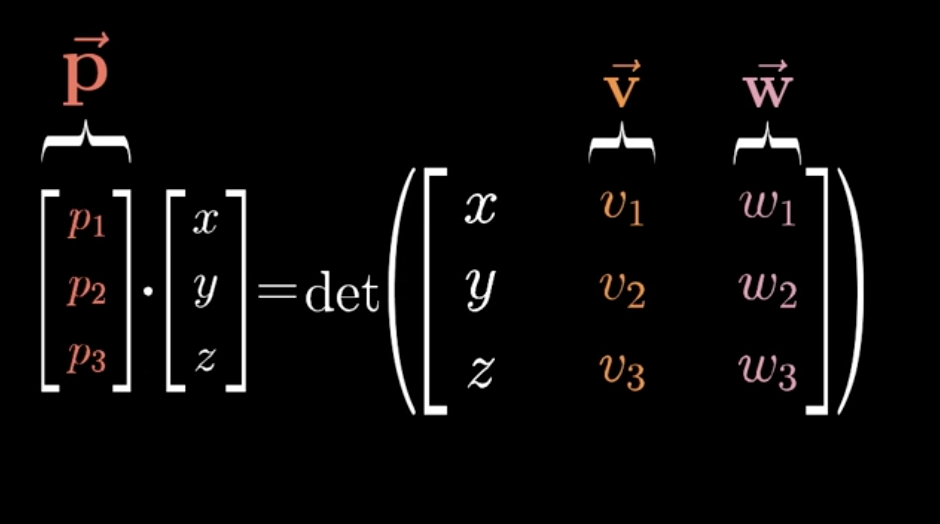 p⃗ v⃗ w⃗
[p₁ p₂ p₃] · [x y z] = det([x v₁ w₁
y v₂ w₂
z v₃ w₃])